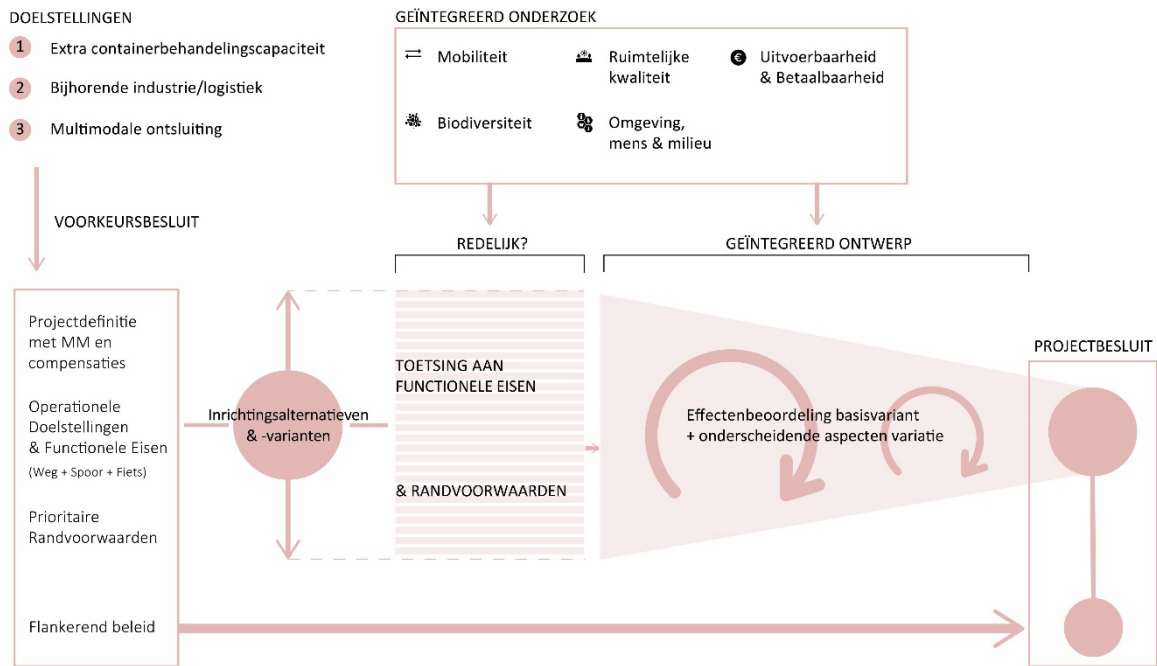 DOELSTELLINGEN
1 Extra containerbehandelingscapaciteit
2 Bijhorende industrie/logistiek
3 Multimodale ontsluiting
VOORKEURSBESLUIT
GEÏNTEGREERD ONDERZOEK
Mobiliteit
Ruimtelijke
kwaliteit
€ Uitvoerbaarheid
& Betaalbaarheid
Biodiversiteit
Omgeving,
mens & milieu
REDELIJK?
GEÏNTEGREERD ONTWERP
Projectdefinitie
met MM en
compensaties
Operationele
Doelstellingen
& Functionele Eisen
(Weg + Spoor + Fiets)
Prioritaire
Randvoorwaarden
Flankerend beleid
Inrichtingsalternatieven
& -varianten
TOETSING AAN
FUNCTIONELE EISEN
& RANDVOORWAARDEN
Effectenbeoordeling basisvariant
+ onderscheidende aspecten variatie
PROJECTBESLUIT